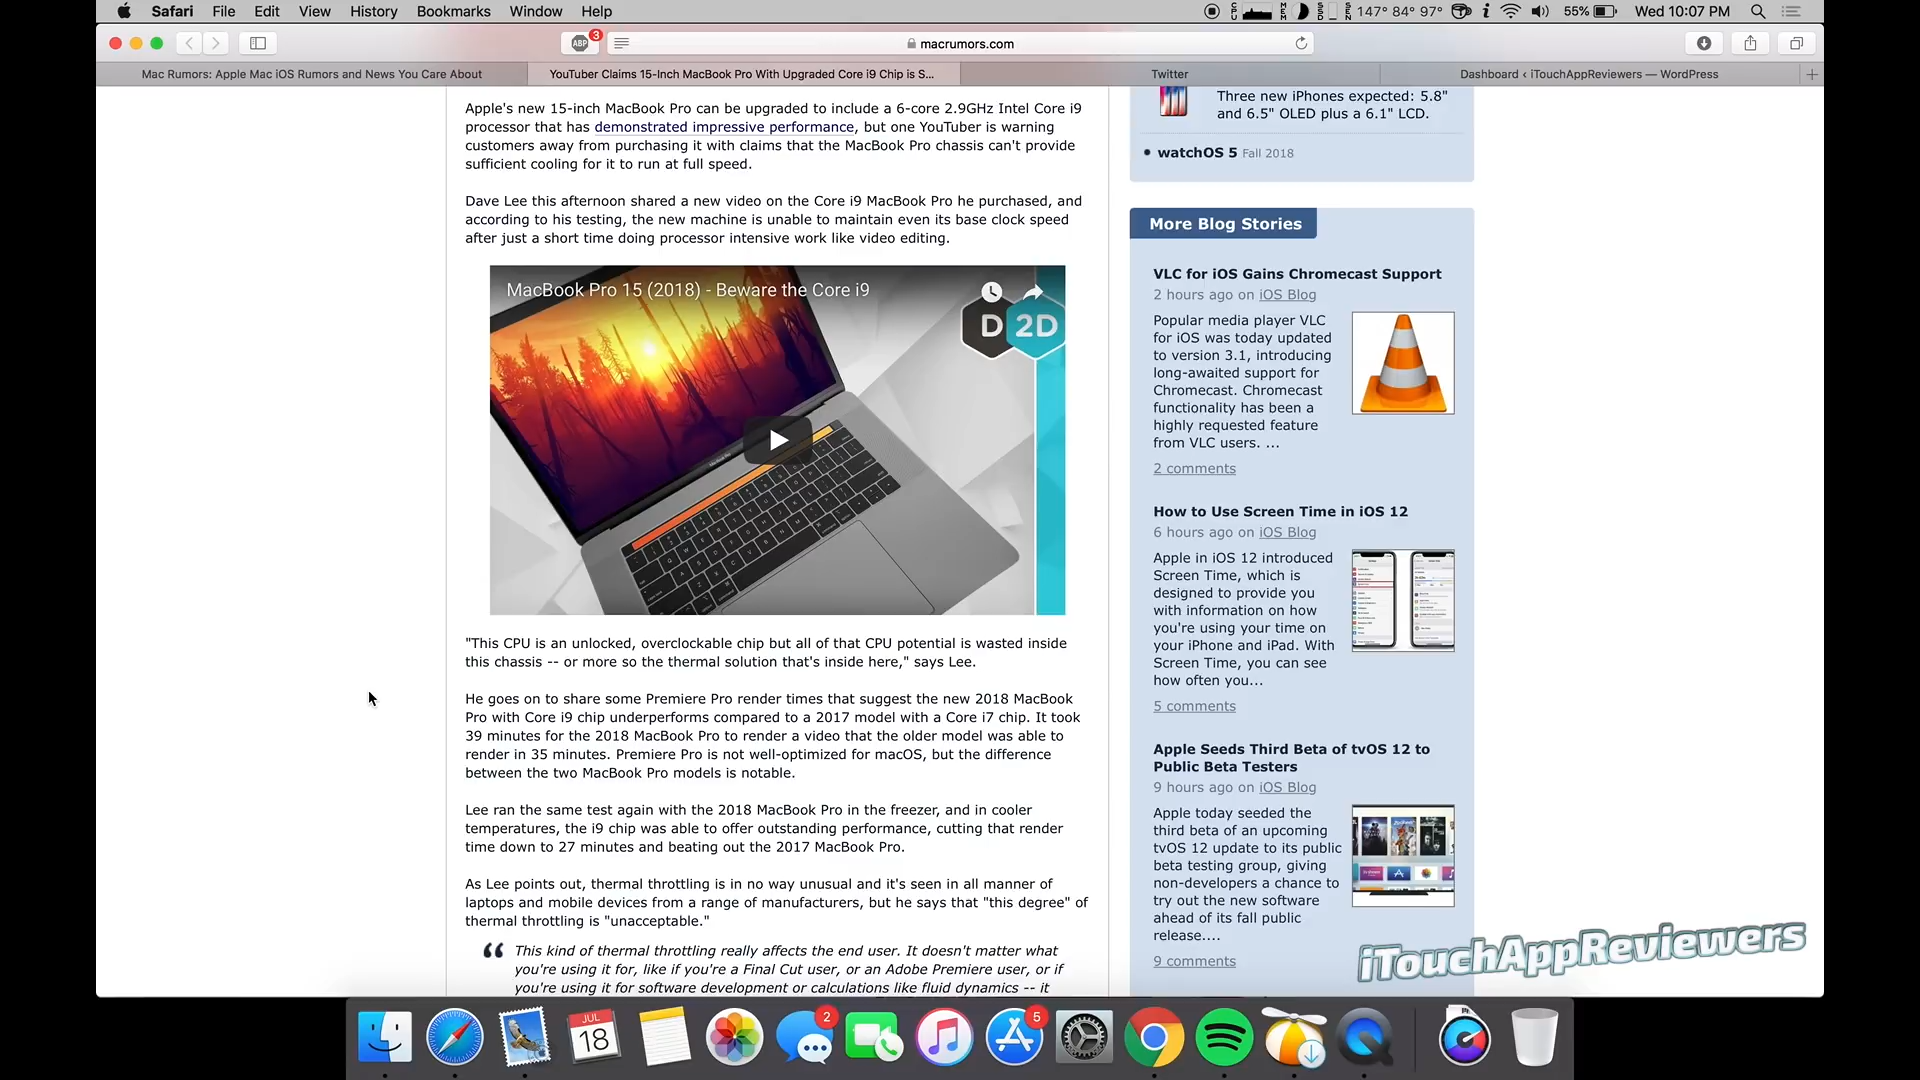 Safari File Edit View History Bookmarks Window Help
147° 84° 97° 55% Wed 10:07 PM
ABP 3
macrumors.com
Mac Rumors: Apple Mac iOS Rumors and News You Care About
YouTuber Claims 15-Inch MacBook Pro With Upgraded Core i9 Chip is S...
Twitter
Dashboard ‹ iTouchAppReviewers — WordPress
Apple's new 15-inch MacBook Pro can be upgraded to include a 6-core 2.9GHz Intel Core i9
processor that has demonstrated impressive performance, but one YouTuber is warning
customers away from purchasing it with claims that the MacBook Pro chassis can't provide
sufficient cooling for it to run at full speed.
Dave Lee this afternoon shared a new video on the Core i9 MacBook Pro he purchased, and
according to his testing, the new machine is unable to maintain even its base clock speed
after just a short time doing processor intensive work like video editing.
MacBook Pro 15 (2018) - Beware the Core i9
D 2D
"This CPU is an unlocked, overclockable chip but all of that CPU potential is wasted inside
this chassis -- or more so the thermal solution that's inside here," says Lee.
He goes on to share some Premiere Pro render times that suggest the new 2018 MacBook
Pro with Core i9 chip underperforms compared to a 2017 model with a Core i7 chip. It took
39 minutes for the 2018 MacBook Pro to render a video that the older model was able to
render in 35 minutes. Premiere Pro is not well-optimized for macOS, but the difference
between the two MacBook Pro models is notable.
Lee ran the same test again with the 2018 MacBook Pro in the freezer, and in cooler
temperatures, the i9 chip was able to offer outstanding performance, cutting that render
time down to 27 minutes and beating out the 2017 MacBook Pro.
As Lee points out, thermal throttling is in no way unusual and it's seen in all manner of
laptops and mobile devices from a range of manufacturers, but he says that "this degree" of
thermal throttling is "unacceptable."
This kind of thermal throttling really affects the end user. It doesn't matter what
you're using it for, like if you're a Final Cut user, or an Adobe Premiere user, or if
you're using it for software development or calculations like fluid dynamics -- it
Three new iPhones expected: 5.8"
and 6.5" OLED plus a 6.1" LCD.
watchOS 5 Fall 2018
More Blog Stories
VLC for iOS Gains Chromecast Support
2 hours ago on iOS Blog
Popular media player VLC
for iOS was today updated
to version 3.1, introducing
long-awaited support for
Chromecast. Chromecast
functionality has been a
highly requested feature
from VLC users. ...
2 comments
How to Use Screen Time in iOS 12
6 hours ago on iOS Blog
Apple in iOS 12 introduced
Screen Time, which is
designed to provide you
with information on how
you're using your time on
your iPhone and iPad. With
Screen Time, you can see
how often you...
5 comments
Apple Seeds Third Beta of tvOS 12 to
Public Beta Testers
9 hours ago on iOS Blog
Apple today seeded the
third beta of an upcoming
tvOS 12 update to its public
beta testing group, giving
non-developers a chance to
try out the new software
ahead of its fall public
release....
9 comments
iTouchAppReviewers
JUL
18
2
5